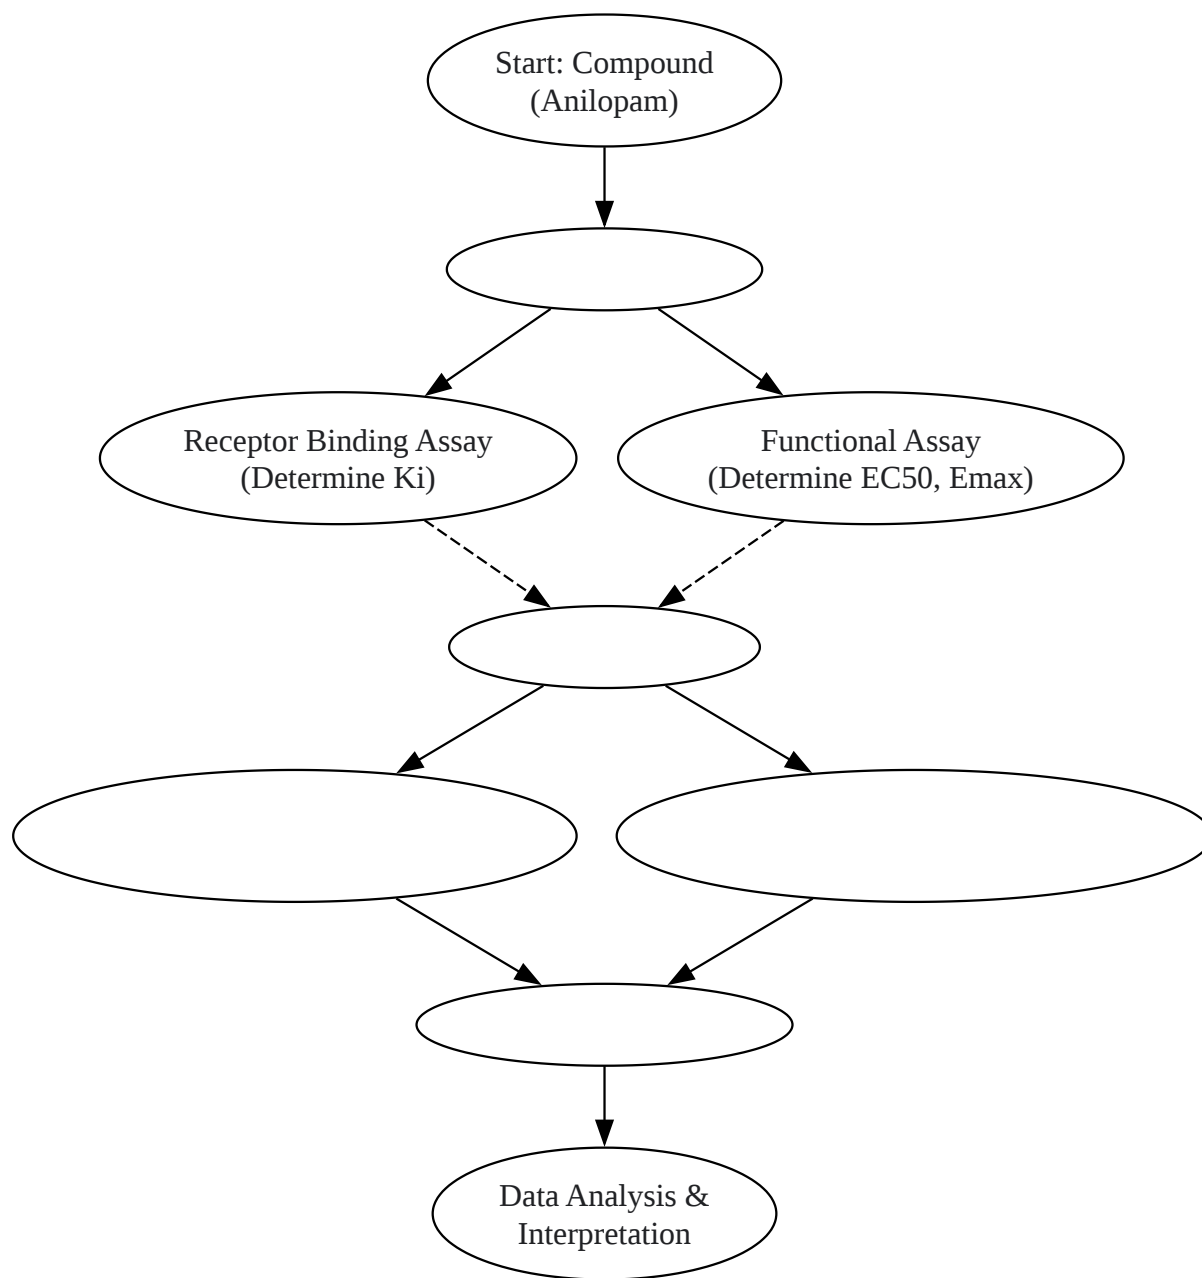 Start: Compound
(Anilopam)
Receptor Binding Assay
(Determine Ki)
Functional Assay
(Determine EC50, Emax)
Data Analysis &
Interpretation